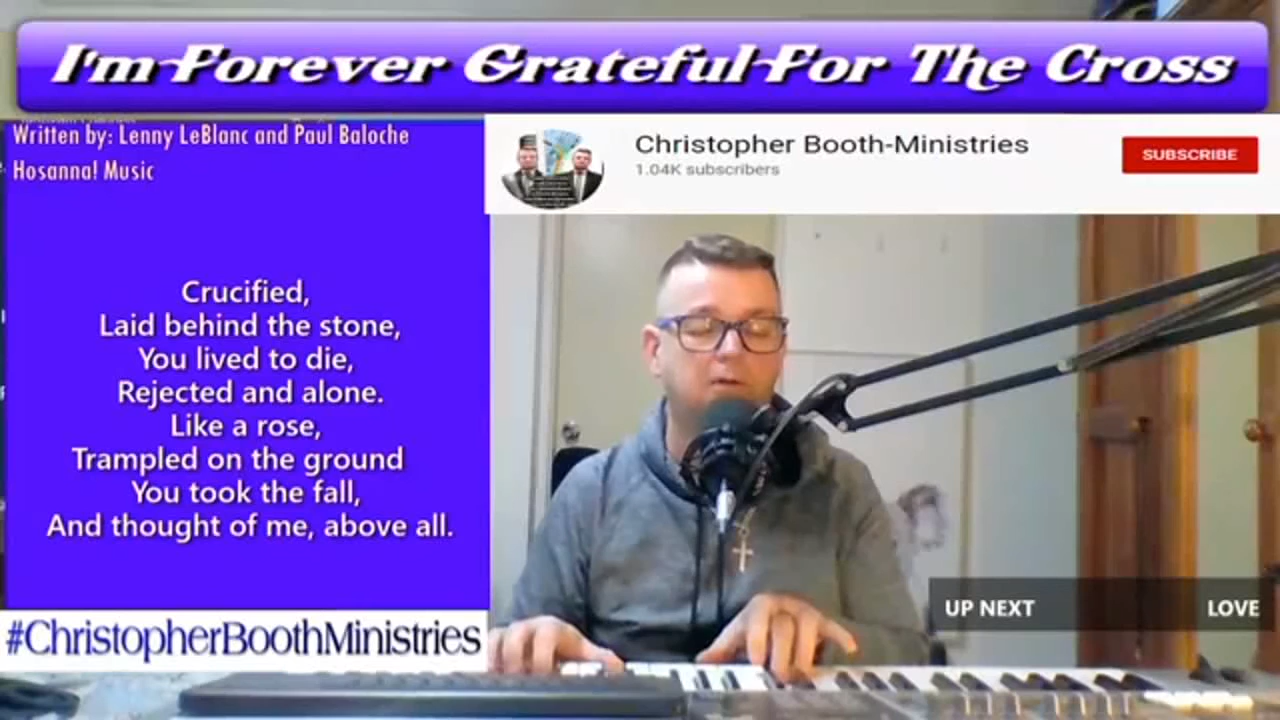 I'm Forever Grateful For The Cross
Written by: Lenny LeBlanc and Paul Baloche
Hosanna! Music
Christopher Booth-Ministries
1.04K subscribers
SUBSCRIBE
Crucified,
Laid behind the stone,
You lived to die,
Rejected and alone.
Like a rose,
Trampled on the ground
You took the fall,
And thought of me, above all.
UP NEXT
LOVE
#ChristopherBoothMinistries